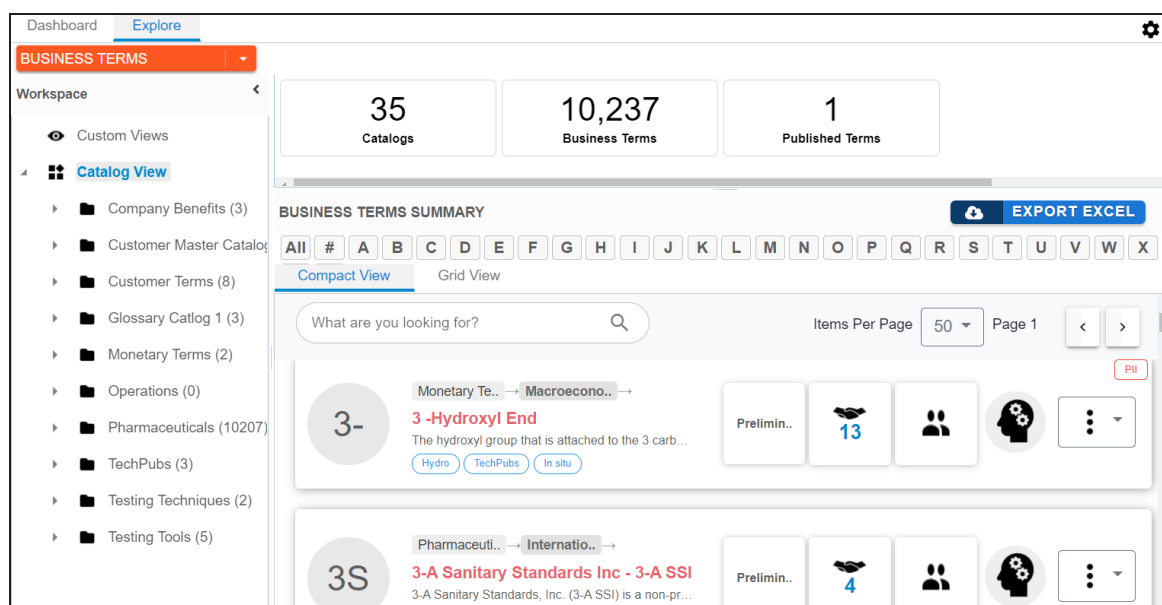 Dashboard Explore
BUSINESS TERMS
Workspace
Custom Views
Catalog View
Company Benefits (3)
Customer Master Catalog
Customer Terms (8)
Glossary Catlog 1 (3)
Monetary Terms (2)
Operations (0)
Pharmaceuticals (10207)
TechPubs (3)
Testing Techniques (2)
Testing Tools (5)
35
Catalogs
10,237
Business Terms
1
Published Terms
BUSINESS TERMS SUMMARY
EXPORT EXCEL
All # A B C D E F G H I J K L M N O P Q R S T U V W X
Compact View Grid View
What are you looking for?
Items Per Page 50 Page 1
PII
3-
Monetary Te.. → Macroecono.. →
3 -Hydroxyl End
The hydroxyl group that is attached to the 3 carb...
Hydro TechPubs In situ
Prelimin..
13
3S
Pharmaceuti.. → Internatio.. →
3-A Sanitary Standards Inc - 3-A SSI
3-A Sanitary Standards, Inc. (3-A SSI) is a non-pr...
Prelimin..
4